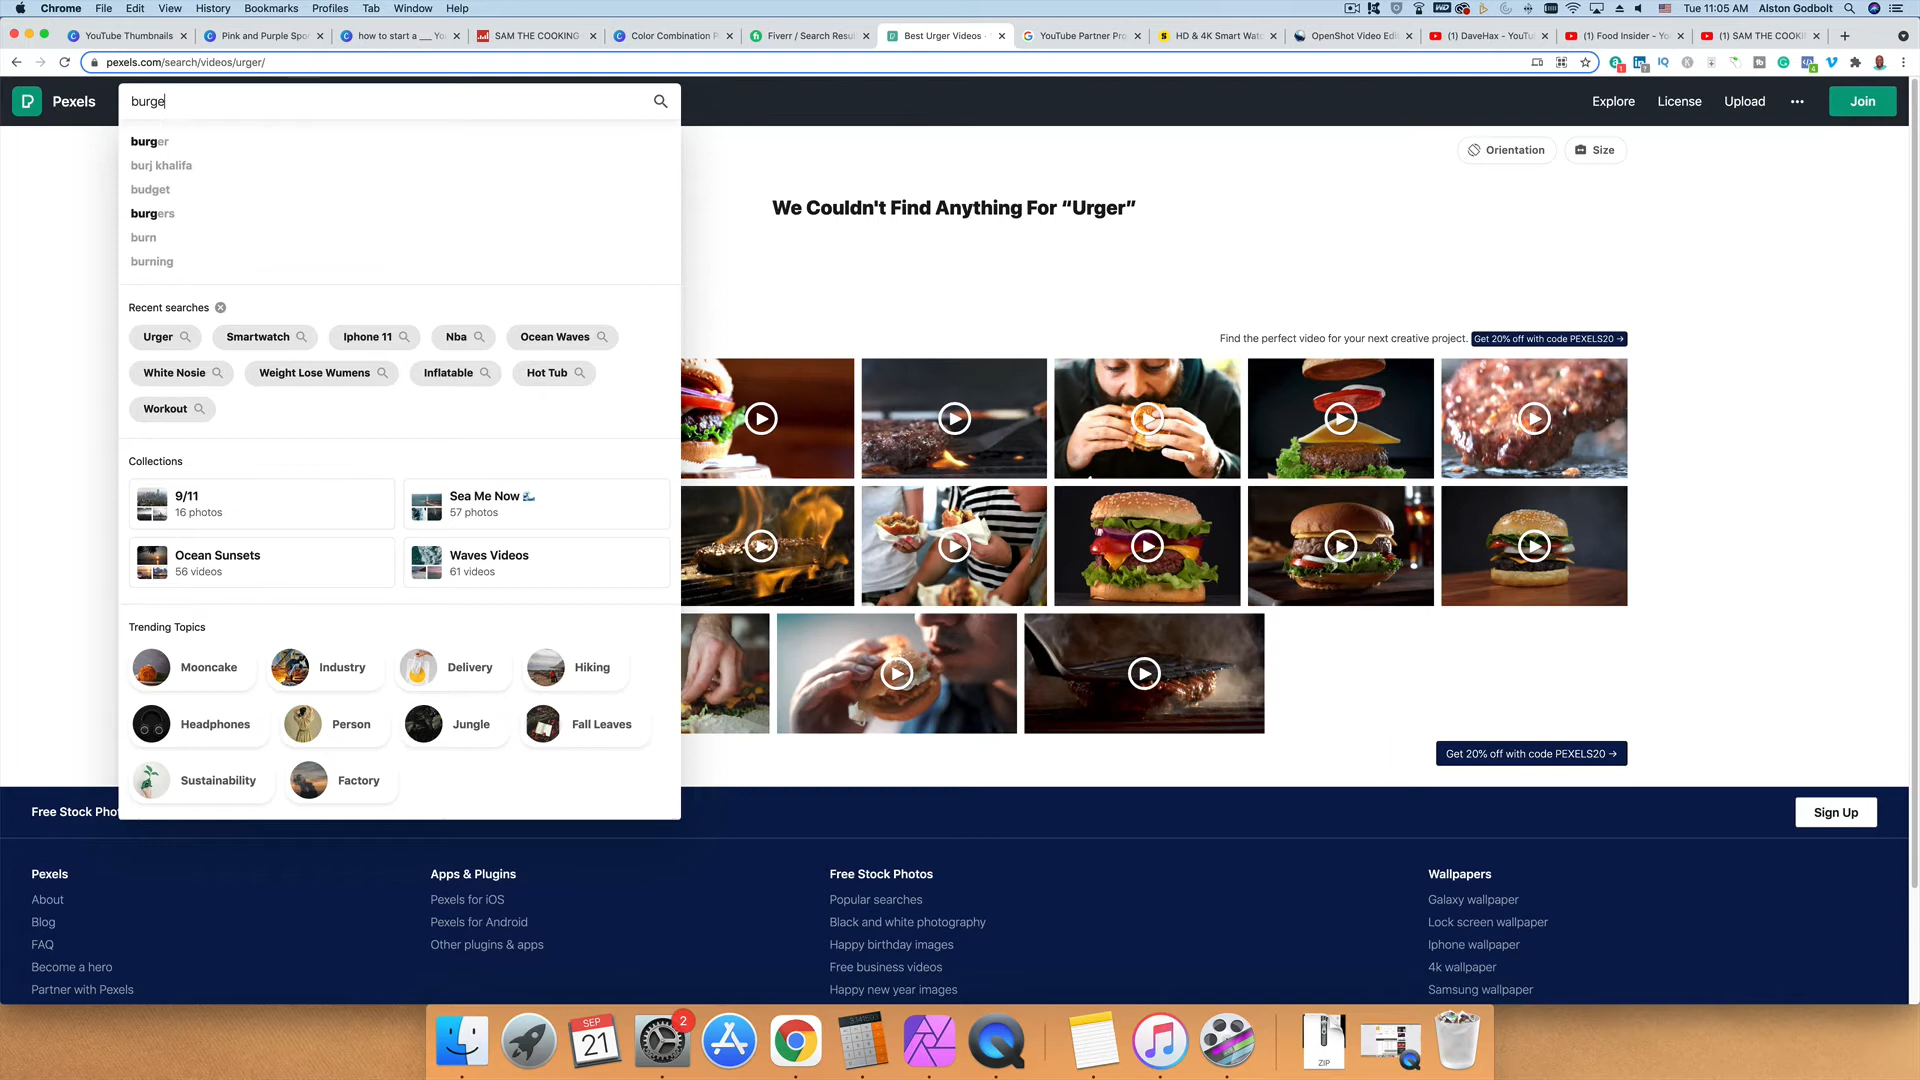 Chrome File Edit View History Bookmarks Profiles Tab Window Help Tue 11:05 AM Alston Godbolt
YouTube Thumbnails Pink and Purple Spo how to start a ___ Yo SAM THE COOKING Color Combination P Fiverr / Search Resul Best Urger Videos YouTube Partner Pro HD & 4K Smart Watc OpenShot Video Edi (1) DaveHax - YouTu (1) Food Insider - Yo (1) SAM THE COOKI
pexels.com/search/videos/urger/
Pexels burge Explore License Upload Join
burger
burj khalifa
budget
burgers
burn
burning
Orientation Size
We Couldn't Find Anything For “Urger”
Recent searches
Urger Smartwatch Iphone 11 Nba Ocean Waves
White Nosie Weight Lose Wumens Inflatable Hot Tub
Workout
Find the perfect video for your next creative project. Get 20% off with code PEXELS20 →
Collections
9/11
16 photos
Sea Me Now
57 photos
Ocean Sunsets
56 videos
Waves Videos
61 videos
Trending Topics
Mooncake Industry Delivery Hiking
Headphones Person Jungle Fall Leaves
Sustainability Factory
Get 20% off with code PEXELS20 →
Free Stock Pho Sign Up
Pexels
About
Blog
FAQ
Become a hero
Partner with Pexels
Apps & Plugins
Pexels for iOS
Pexels for Android
Other plugins & apps
Free Stock Photos
Popular searches
Black and white photography
Happy birthday images
Free business videos
Happy new year images
Wallpapers
Galaxy wallpaper
Lock screen wallpaper
Iphone wallpaper
4k wallpaper
Samsung wallpaper
SEP
21
2
ZIP